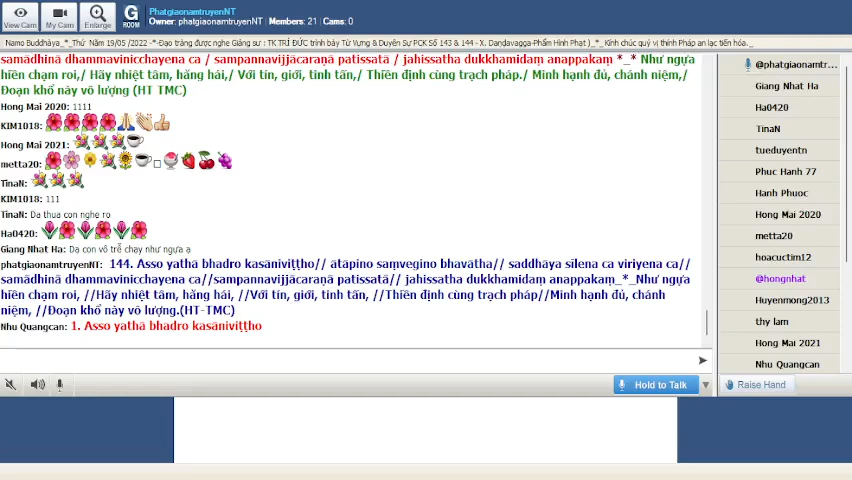 View Cam
My Cam
Enlarge
G
ROOM
PhatgiaonamtruyenNT
Owner: phatgiaonamtruyenNT | Members: 21 | Cams: 0
Namo Buddhàya_*_Thứ Năm 19/05 /2022 -*-Đạo tràng được nghe Giảng sư : TK TRÍ ĐỨC trình bày Từ Vựng & Duyên Sự PCK Số 143 & 144 - X. Daṇḍavagga-Phẩm Hình Phạt )_*_Kính chúc quý vị thính Pháp an lạc tiến hóa._
samādhinā dhammavinicchayena ca / sampannavijjācaraṇā patissatā / jahissatha dukkhamidaṃ anappakaṃ *_* Như ngựa
hiền chạm roi,/ Hãy nhiệt tâm, hăng hái,/ Với tín, giới, tinh tấn,/ Thiền định cùng trạch pháp./ Minh hạnh đủ, chánh niệm,/
Đoạn khổ này vô lượng (HT TMC)
Hong Mai 2020: 1111
KIM1018:
Hong Mai 2021:
metta20:
TinaN:
KIM1018: 111
TinaN: Da thua con nghe ro
Ha0420:
Giang Nhat Ha: Dạ con vô trễ chạy như ngựa ạ
phatgiaonamtruyenNT: 144. Asso yathā bhadro kasāniviṭṭho// ātāpino saṃvegino bhavātha// saddhāya sīlena ca viriyena ca//
samādhinā dhammavinicchayena ca//sampannavijjācaraṇā patissatā// jahissatha dukkhamidaṃ anappakaṃ_*_Như ngựa
hiền chạm roi, //Hãy nhiệt tâm, hăng hái, //Với tín, giới, tinh tấn, //Thiền định cùng trạch pháp//Minh hạnh đủ, chánh
niệm, //Đoạn khổ này vô lượng.(HT-TMC)
Nhu Quangcan: 1. Asso yathā bhadro kasāniviṭṭho
Hold to Talk
@phatgiaonamtr...
Giang Nhat Ha
Ha0420
TinaN
tueduyentn
Phuc Hanh 77
Hanh Phuoc
Hong Mai 2020
metta20
hoacuctim12
@hongnhat
Huyenmong2013
thy lam
Hong Mai 2021
Nhu Quangcan
Raise Hand